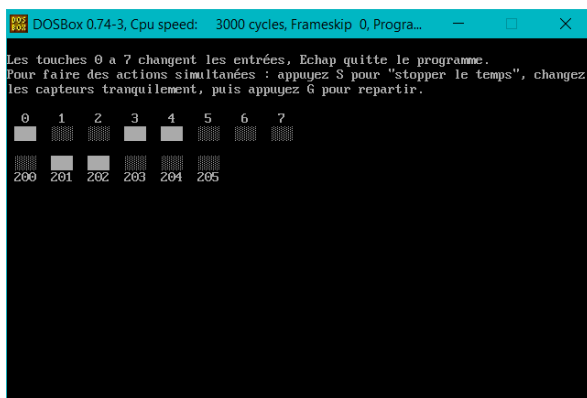 DOS BOX DOSBox 0.74-3, Cpu speed: 3000 cycles, Frameskip 0, Progra...
Les touches 0 a 7 changent les entrées, Echap quitte le programme.
Pour faire des actions simultanées : appuyez S pour "stopper le temps", changez
les capteurs tranquilement, puis appuyez G pour repartir.
0 1 2 3 4 5 6 7
200 201 202 203 204 205